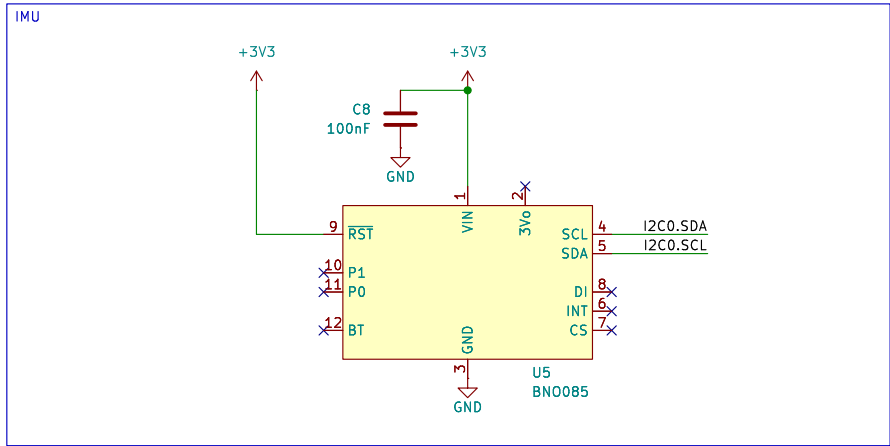 IMU
+3V3
+3V3
C8
100nF
GND
1
2
VIN
3Vo
9
RST
SCL
4
I2C0.SDA
SDA
5
I2C0.SCL
10
P1
11
P0
DI
8
INT
6
12
BT
CS
7
GND
3
U5
BNO085
GND